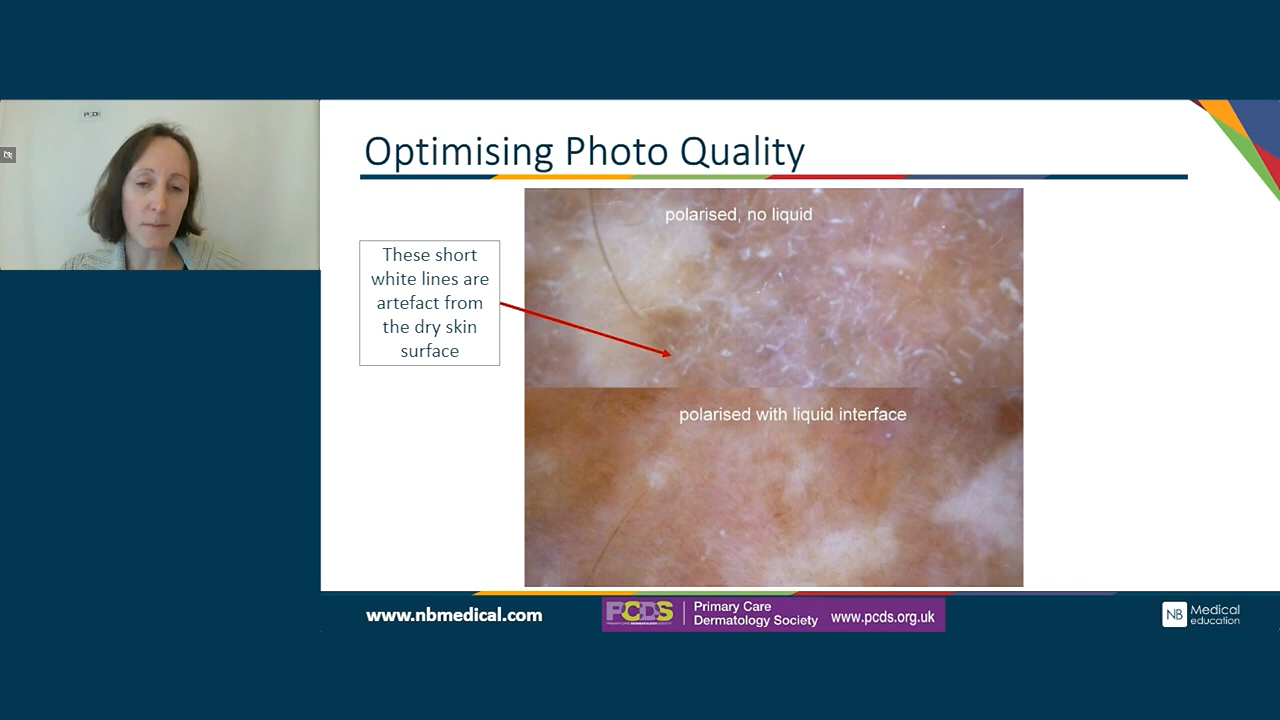 PCDS
Optimising Photo Quality
polarised, no liquid
These short
white lines are
artefact from
the dry skin
surface
polarised with liquid interface
www.nbmedical.com
PCDS
Primary Care
Dermatology Society
www.pcds.org.uk
NB
Medical
education